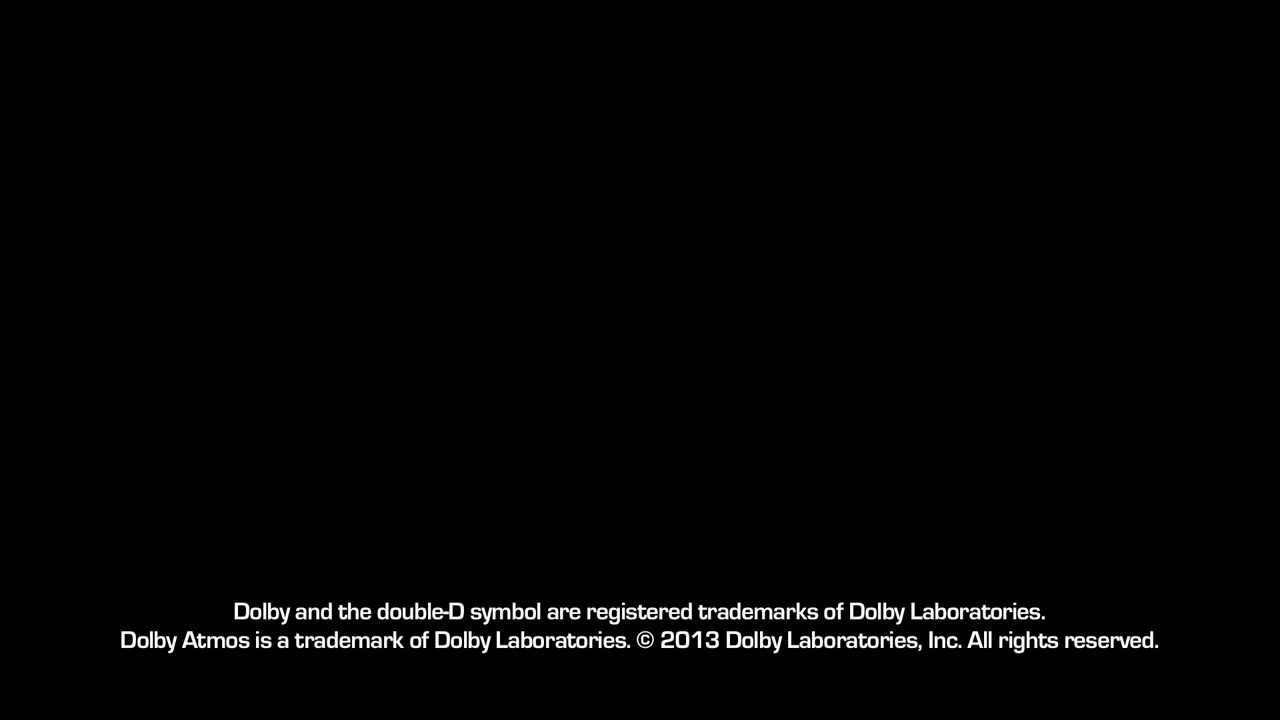 Dolby and the double-D symbol are registered trademarks of Dolby Laboratories.
Dolby Atmos is a trademark of Dolby Laboratories. © 2013 Dolby Laboratories, Inc. All rights reserved.